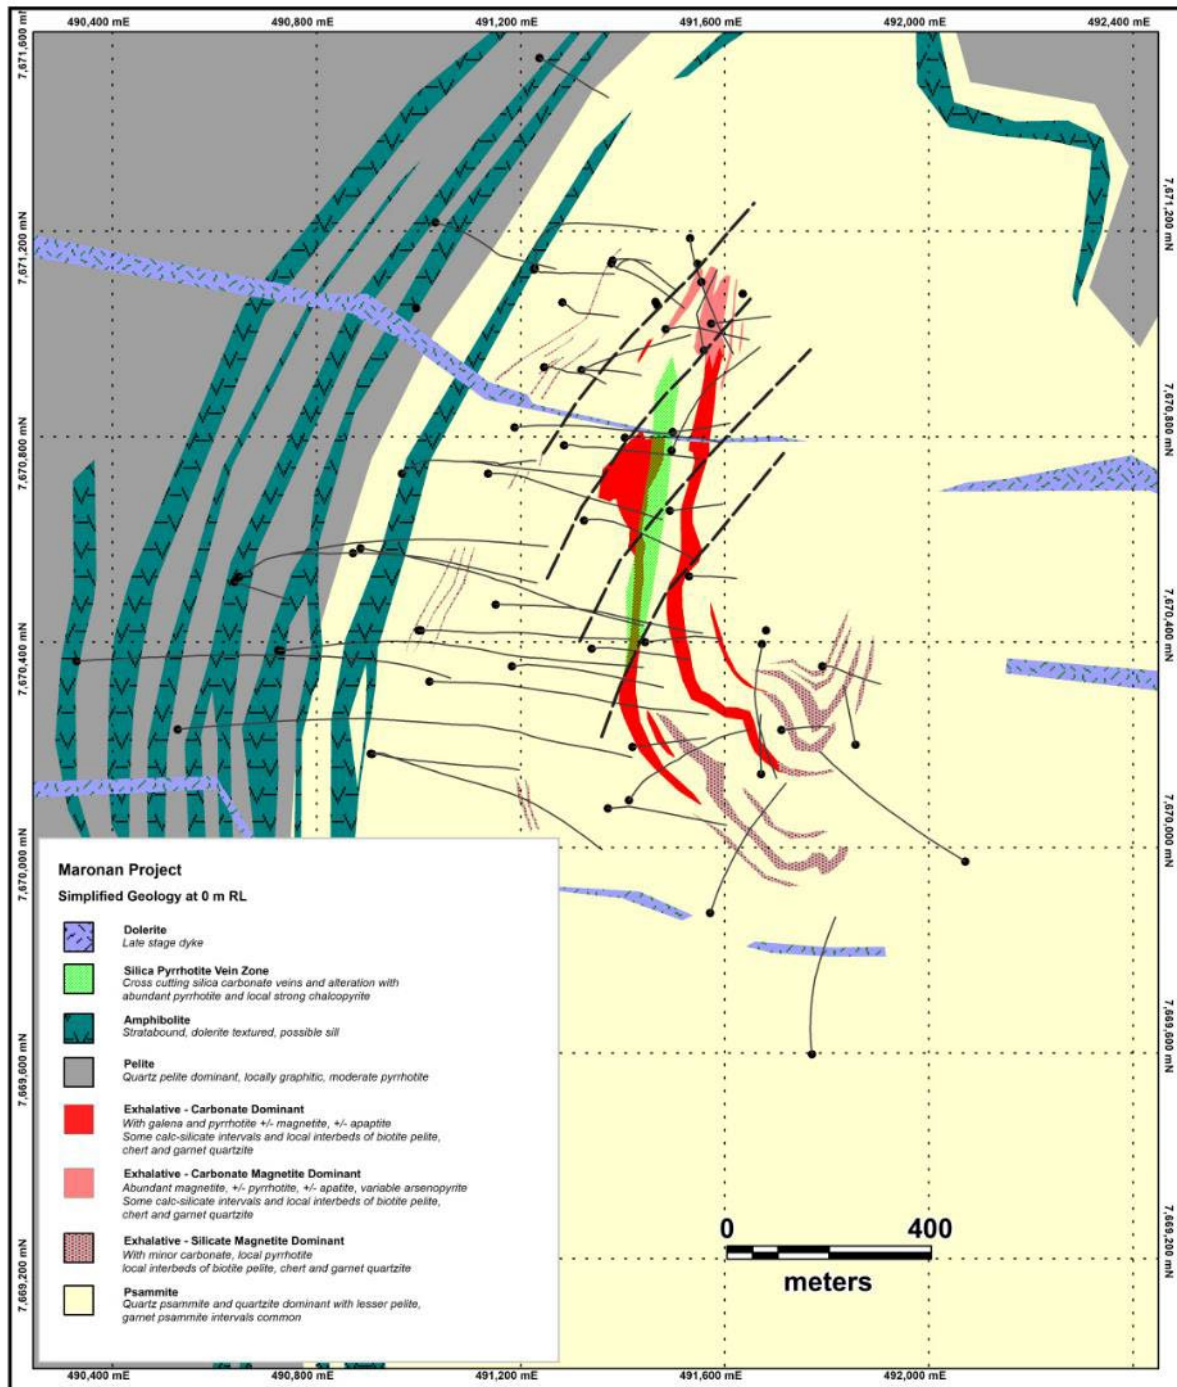 490,400 mE 490,800 mE 491,200 mE 491,600 mE 492,000 mE 492,400 mE
7,671,600 mN
7,671,200 mN 7,671,200 mN
7,670,800 mN 7,670,800 mN
7,670,400 mN 7,670,400 mN
7,670,000 mN 7,670,000 mN
Maronan Project
Simplified Geology at 0 m RL
Dolerite
Late stage dyke
Silica Pyrrhotite Vein Zone
Cross cutting silica carbonate veins and alteration with
abundant pyrrhotite and local strong chalcopyrite
Amphibolite
Stratabound, dolerite textured, possible sill
Pelite
Quartz pelite dominant, locally graphitic, moderate pyrrhotite
7,669,600 mN 7,669,600 mN
Exhalative - Carbonate Dominant
With galena and pyrrhotite +/- magnetite, +/- apaptite
Some calc-silicate intervals and local interbeds of biotite pelite,
chert and garnet quartzite
Exhalative - Carbonate Magnetite Dominant
Abundant magnetite, +/- pyrrhotite, +/- apatite, variable arsenopyrite
Some calc-silicate intervals and local interbeds of biotite pelite,
chert and garnet quartzite
Exhalative - Silicate Magnetite Dominant
With minor carbonate, local pyrrhotite
local interbeds of biotite pelite, chert and garnet quartzite
Psammite
Quartz psammite and quartzite dominant with lesser pelite,
garnet psammite intervals common
7,669,200 mN 7,669,200 mN
0 400
meters
490,400 mE 490,800 mE 491,200 mE 491,600 mE 492,000 mE